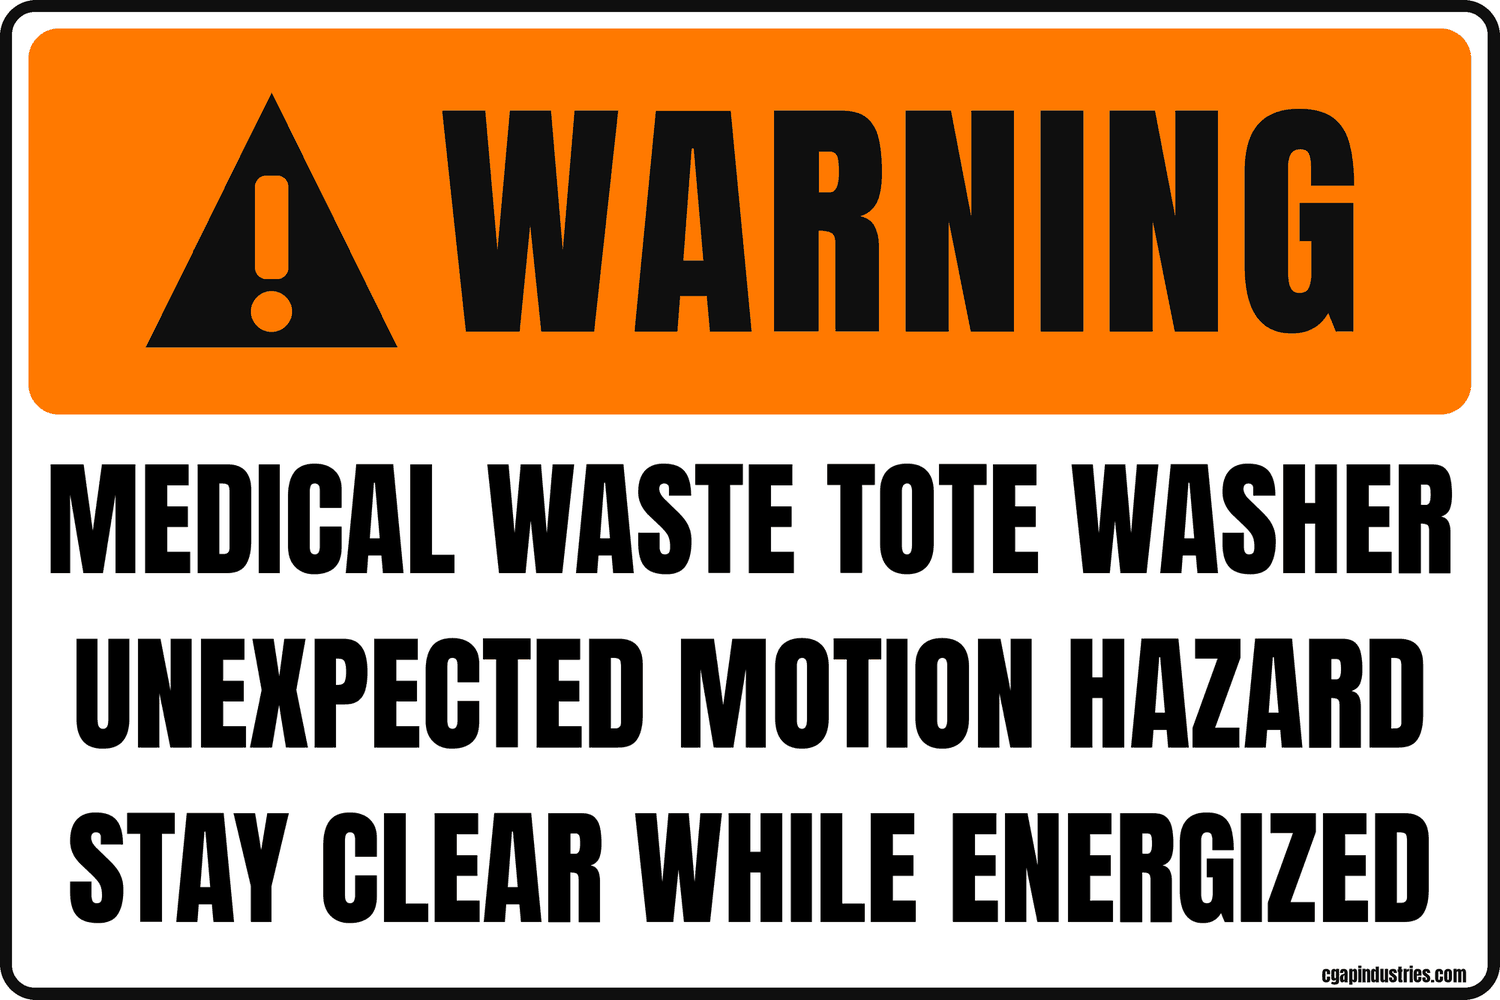 WARNING
MEDICAL WASTE TOTE WASHER
UNEXPECTED MOTION HAZARD
STAY CLEAR WHILE ENERGIZED
cgapindustries.com